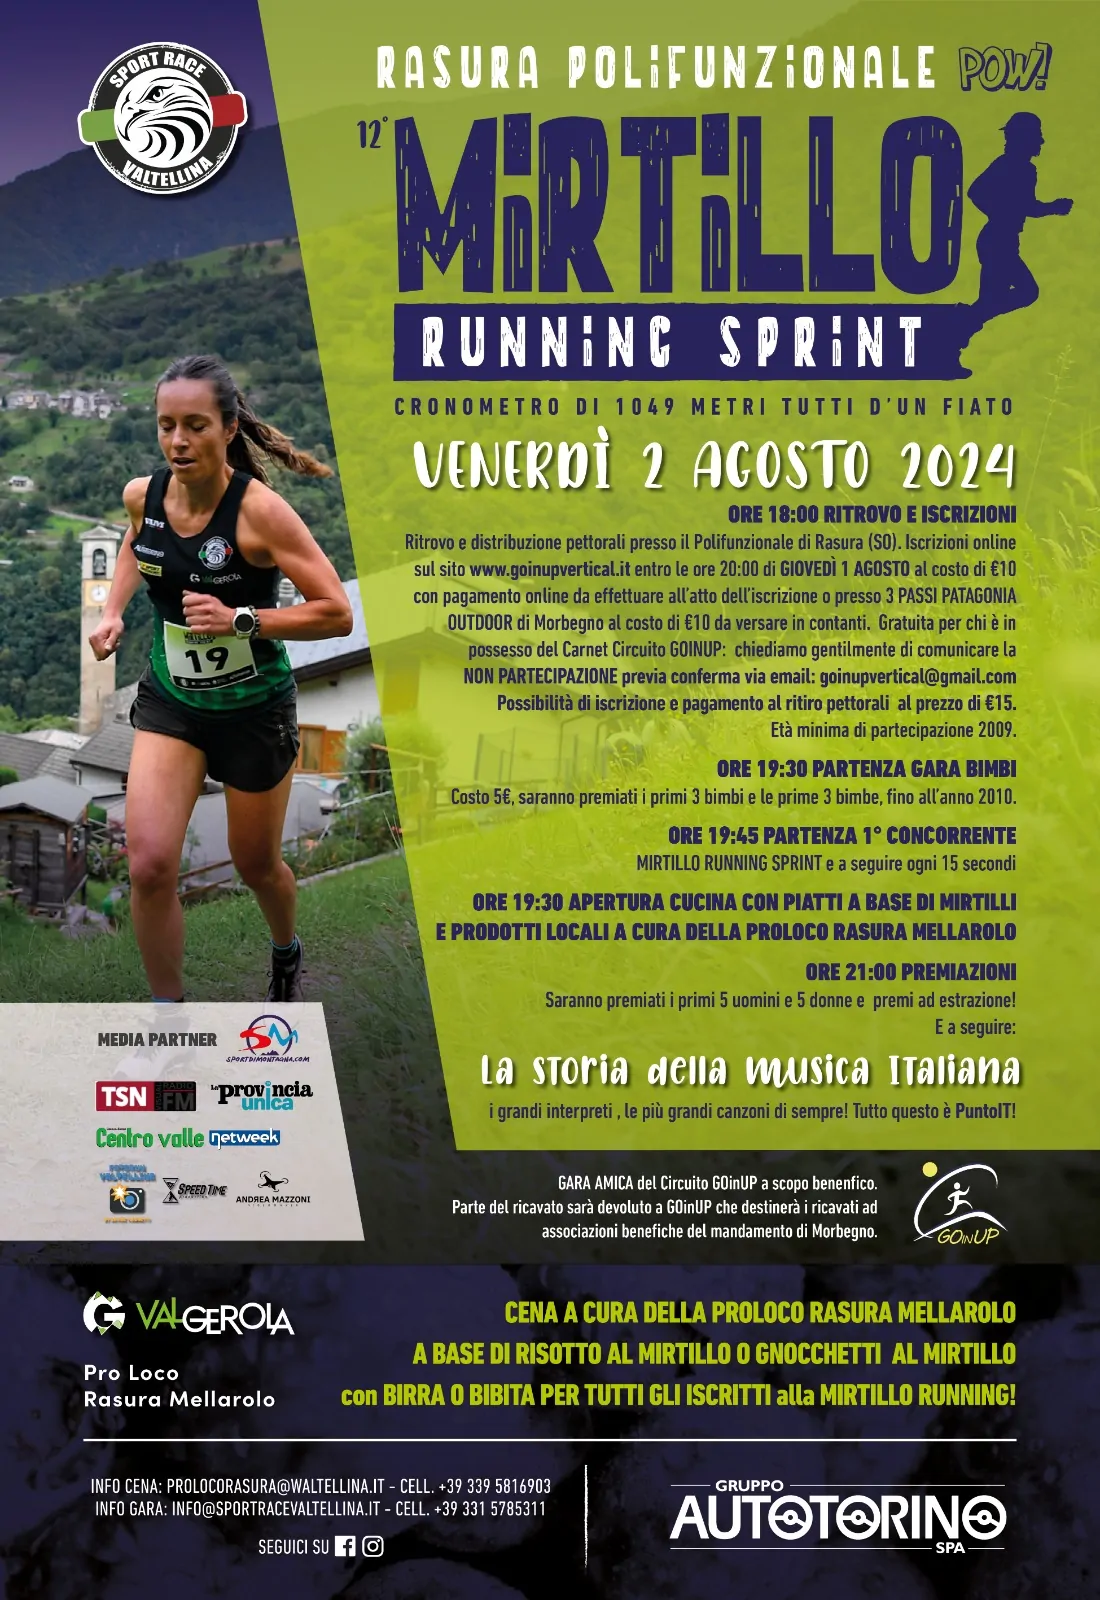 SPORT RACE
VALTELLINA
RASURA POLIFUNZIONALE POW!
12° MIRTILLO
RUNNING SPRINT
CRONOMETRO DI 1049 METRI TUTTI D'UN FIATO
VENERDÌ 2 AGOSTO 2024
ORE 18:00 RITROVO E ISCRIZIONI
Ritrovo e distribuzione pettorali presso il Polifunzionale di Rasura (SO). Iscrizioni online
sul sito www.goinupvertical.it entro le ore 20:00 di GIOVEDÌ 1 AGOSTO al costo di €10
con pagamento online da effettuare all'atto dell'iscrizione o presso 3 PASSI PATAGONIA
OUTDOOR di Morbegno al costo di €10 da versare in contanti. Gratuita per chi è in
possesso del Carnet Circuito GOINUP: chiediamo gentilmente di comunicare la
NON PARTECIPAZIONE previa conferma via email: goinupvertical@gmail.com
Possibilità di iscrizione e pagamento al ritiro pettorali al prezzo di €15.
Età minima di partecipazione 2009.
ORE 19:30 PARTENZA GARA BIMBI
Costo 5€, saranno premiati i primi 3 bimbi e le prime 3 bimbe, fino all'anno 2010.
ORE 19:45 PARTENZA 1° CONCORRENTE
MIRTILLO RUNNING SPRINT e a seguire ogni 15 secondi
ORE 19:30 APERTURA CUCINA CON PIATTI A BASE DI MIRTILLI
E PRODOTTI LOCALI A CURA DELLA PROLOCO RASURA MELLAROLO
ORE 21:00 PREMIAZIONI
Saranno premiati i primi 5 uomini e 5 donne e premi ad estrazione!
E a seguire:
La storia della musica Italiana
i grandi interpreti , le più grandi canzoni di sempre! Tutto questo è PuntoIT!
VALGEROLA
19
MEDIA PARTNER
SM
SPORTDIMONTAGNA.COM
TSN RADIO FM
La provincia
unica
Centro valle netweek
SPEED TIME
ANDREA MAZZONI
GARA AMICA del Circuito GOinUP a scopo benenfico.
Parte del ricavato sarà devoluto a GOinUP che destinerà i ricavati ad
associazioni benefiche del mandamento di Morbegno.
GOINUP
G VALGEROLA
Pro Loco
Rasura Mellarolo
CENA A CURA DELLA PROLOCO RASURA MELLAROLO
A BASE DI RISOTTO AL MIRTILLO O GNOCCHETTI AL MIRTILLO
con BIRRA O BIBITA PER TUTTI GLI ISCRITTI alla MIRTILLO RUNNING!
INFO CENA: PROLOCORASURA@WALTELLINA.IT - CELL. +39 339 5816903
INFO GARA: INFO@SPORTRACEVALTELLINA.IT - CELL. +39 331 5785311
SEGUICI SU
GRUPPO
AUTOTORINO
SPA